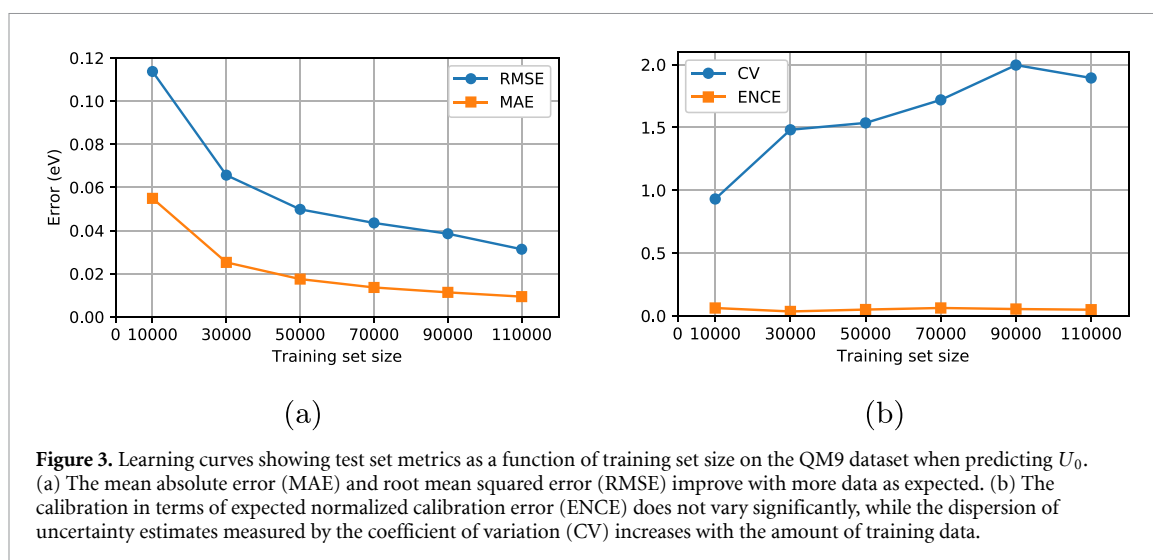 0.12
0.10
0.08
0.06
0.04
0.02
0.00
Error (eV)
RMSE
MAE
0 10000 30000 50000 70000 90000 110000
Training set size
(a)
2.0
1.5
1.0
0.5
0.0
CV
ENCE
0 10000 30000 50000 70000 90000 110000
Training set size
(b)
Figure 3. Learning curves showing test set metrics as a function of training set size on the QM9 dataset when predicting U₀.
(a) The mean absolute error (MAE) and root mean squared error (RMSE) improve with more data as expected. (b) The
calibration in terms of expected normalized calibration error (ENCE) does not vary significantly, while the dispersion of
uncertainty estimates measured by the coefficient of variation (CV) increases with the amount of training data.